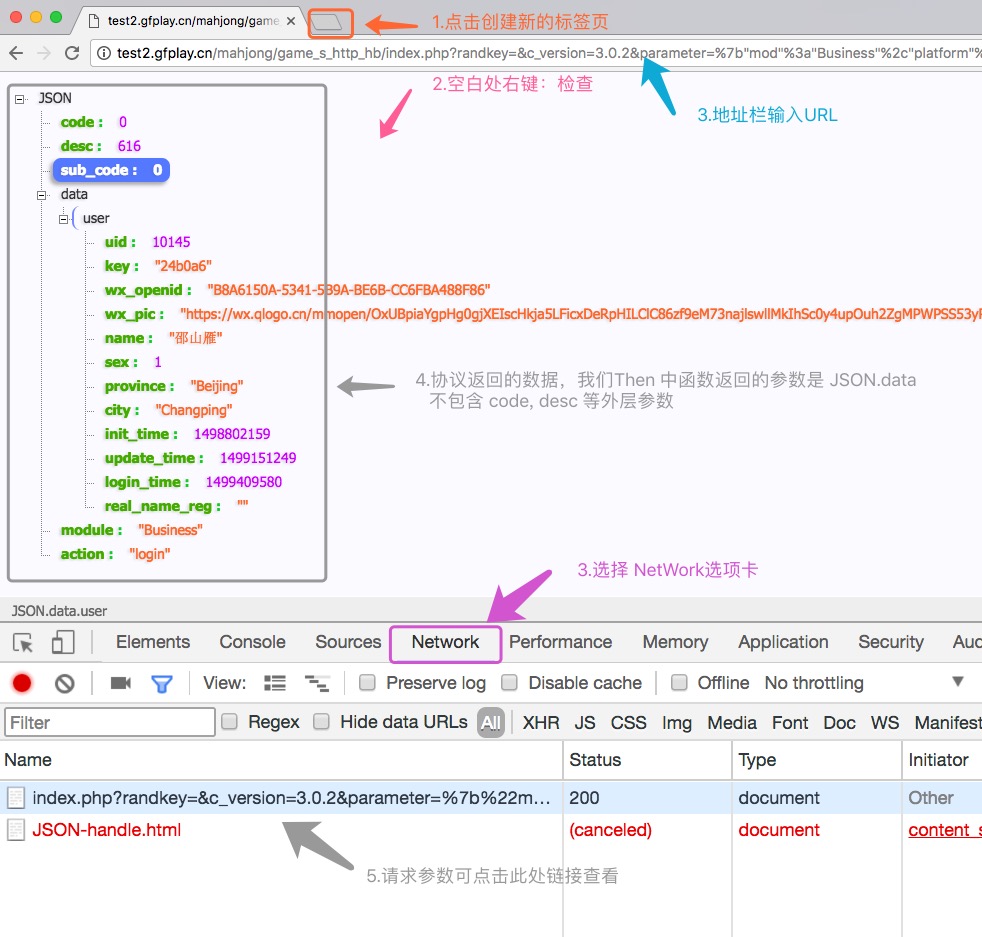 test2.gfplay.cn/mahjong/game
1.点击创建新的标签页
test2.gfplay.cn/mahjong/game_s_http_hb/index.php?randkey=&c_version=3.0.2&parameter=%7b"mod"%3a"Business"%2c"platform"%
2.空白处右键：检查
3.地址栏输入URL
JSON
code : 0
desc : 616
sub_code : 0
data
user
uid : 10145
key : "24b0a6"
wx_openid : "B8A6150A-5341-5B9A-BE6B-CC6FBA488F86"
wx_pic : "https://wx.qlogo.cn/mmopen/OxUBpiaYgpHg0gjXEIscHkja5LFicxDeRpHILClC86zf9eM73najlswllMkIhSc0y4upOuh2ZgMPWPSS53yF
name : "邵山雁"
sex : 1
province : "Beijing"
city : "Changping"
init_time : 1498802159
update_time : 1499151249
login_time : 1499409580
real_name_reg : ""
module : "Business"
action : "login"
4.协议返回的数据，我们Then 中函数返回的参数是 JSON.data
不包含 code, desc 等外层参数
3.选择 NetWork选项卡
JSON.data.user
Elements Console Sources Network Performance Memory Application Security Aud
View: Preserve log Disable cache Offline No throttling
Filter Regex Hide data URLs All XHR JS CSS Img Media Font Doc WS Manifest
Name Status Type Initiator
index.php?randkey=&c_version=3.0.2&parameter=%7b%22m... 200 document Other
JSON-handle.html (canceled) document content_s
5.请求参数可点击此处链接查看